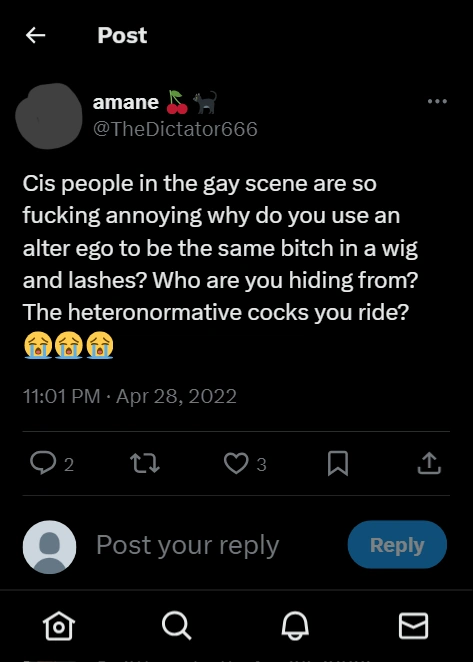 Post
amane 🍒🐈‍⬛
@TheDictator666
Cis people in the gay scene are so
fucking annoying why do you use an
alter ego to be the same bitch in a wig
and lashes? Who are you hiding from?
The heteronormative cocks you ride?
😭😭😭
11:01 PM · Apr 28, 2022
2 3
Post your reply Reply